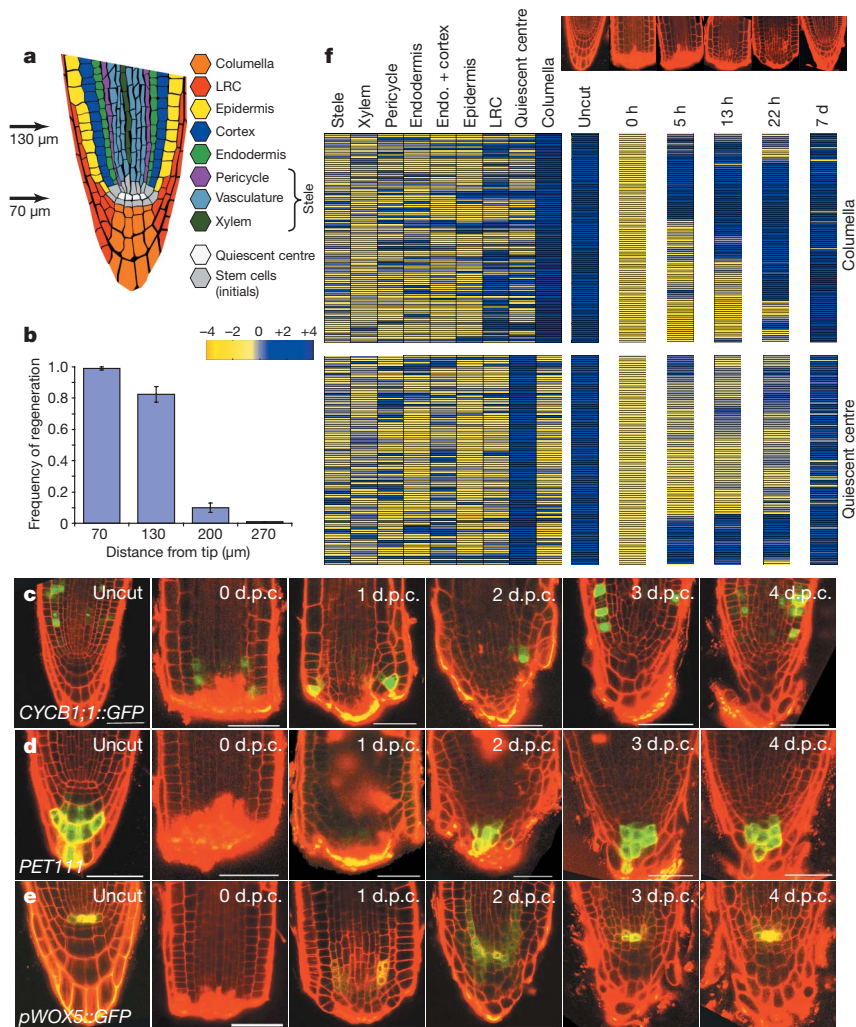 a
130 μm
70 μm
Columella
LRC
Epidermis
Cortex
Endodermis
Pericycle
Vasculature
Xylem
Stele
Quiescent centre
Stem cells
(initials)
b
−4 −2 0 +2 +4
Frequency of regeneration
1.0
0.8
0.6
0.4
0.2
0
70 130 200 270
Distance from tip (μm)
f
Stele
Xylem
Pericycle
Endodermis
Endo. + cortex
Epidermis
LRC
Quiescent centre
Columella
Uncut
0 h
5 h
13 h
22 h
7 d
Columella
Quiescent centre
c Uncut 0 d.p.c. 1 d.p.c. 2 d.p.c. 3 d.p.c. 4 d.p.c.
CYCB1;1::GFP
d Uncut 0 d.p.c. 1 d.p.c. 2 d.p.c. 3 d.p.c. 4 d.p.c.
PET111
e Uncut 0 d.p.c. 1 d.p.c. 2 d.p.c. 3 d.p.c. 4 d.p.c.
pWOX5::GFP